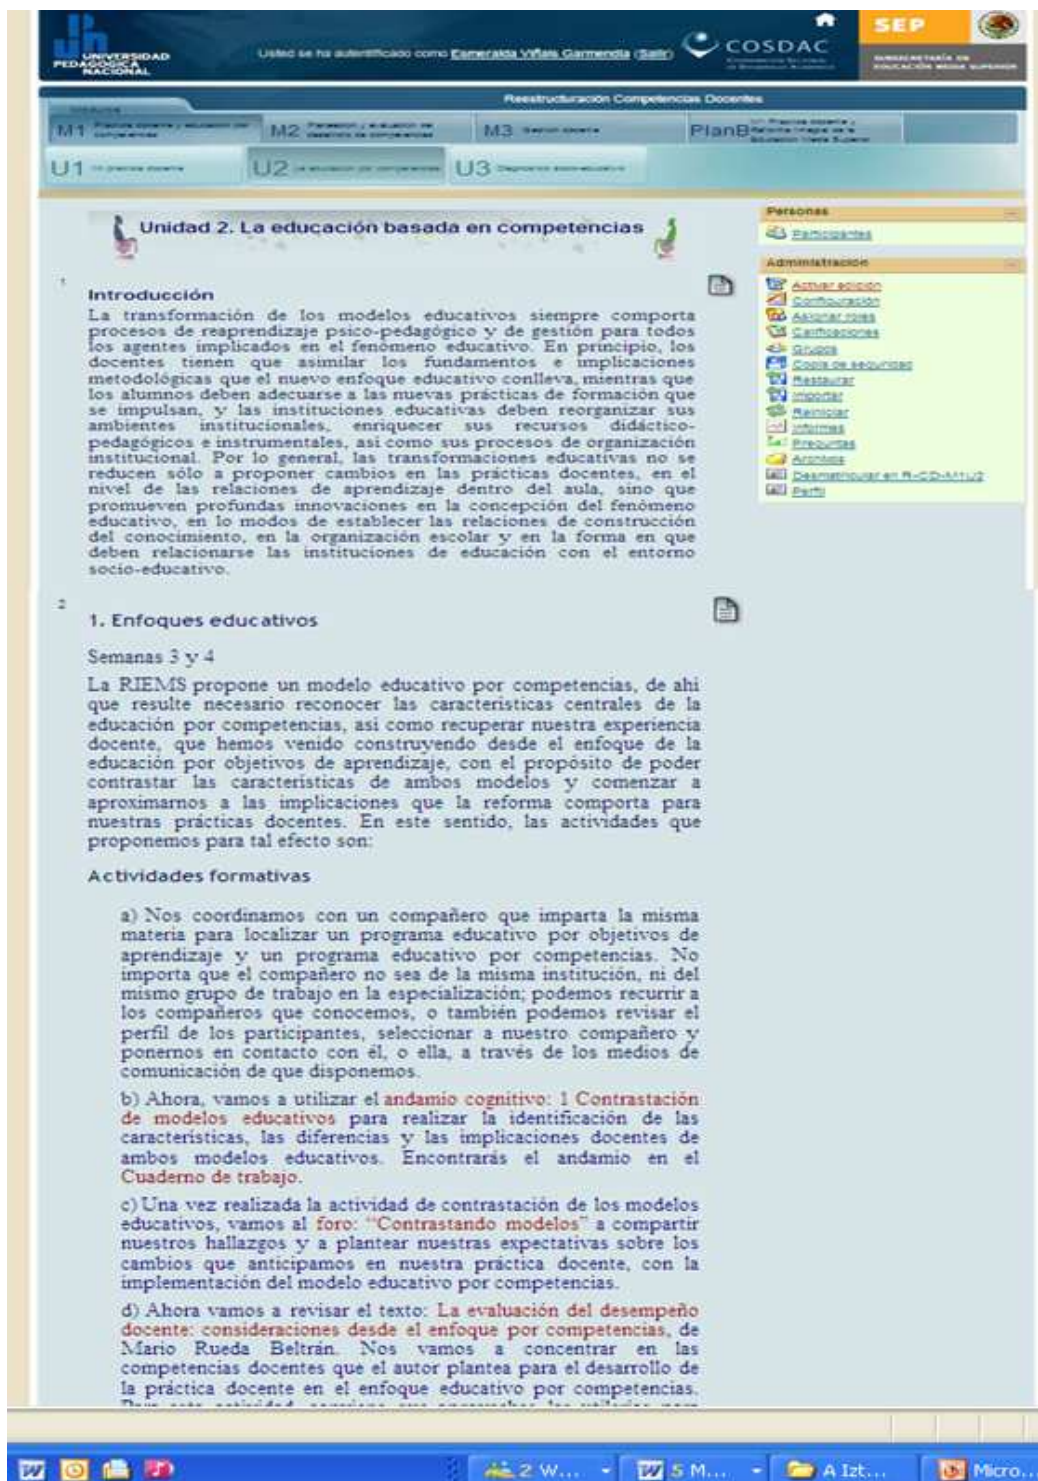 UNIVERSIDAD
PEDAGÓGICA
NACIONAL
Usted se ha autentificado como Esmeralda Viñals Garmendia (Salir)
COSDAC
SEP
SUBSECRETARÍA DE
EDUCACIÓN MEDIA SUPERIOR
Reestructuración Competencias Docentes
M1
M2
M3
PlanB
U1
U2 La educación por competencias
U3
Unidad 2. La educación basada en competencias
Personas
Participantes
Administración
Activar edición
Configuración
Asignar roles
Calificaciones
Grupos
Copia de seguridad
Restaurar
Importar
Reiniciar
Informes
Preguntas
Archivos
Desmatricular en R-CD-M1U2
Perfil
1
Introducción
La transformación de los modelos educativos siempre comporta
procesos de reaprendizaje psico-pedagógico y de gestión para todos
los agentes implicados en el fenómeno educativo. En principio, los
docentes tienen que asimilar los fundamentos e implicaciones
metodológicas que el nuevo enfoque educativo conlleva, mientras que
los alumnos deben adecuarse a las nuevas prácticas de formación que
se impulsan, y las instituciones educativas deben reorganizar sus
ambientes institucionales, enriquecer sus recursos didáctico-
pedagógicos e instrumentales, así como sus procesos de organización
institucional. Por lo general, las transformaciones educativas no se
reducen sólo a proponer cambios en las prácticas docentes, en el
nivel de las relaciones de aprendizaje dentro del aula, sino que
promueven profundas innovaciones en la concepción del fenómeno
educativo, en lo modos de establecer las relaciones de construcción
del conocimiento, en la organización escolar y en la forma en que
deben relacionarse las instituciones de educación con el entorno
socio-educativo.
2
1. Enfoques educativos
Semanas 3 y 4
La RIEMS propone un modelo educativo por competencias, de ahí
que resulte necesario reconocer las características centrales de la
educación por competencias, así como recuperar nuestra experiencia
docente, que hemos venido construyendo desde el enfoque de la
educación por objetivos de aprendizaje, con el propósito de poder
contrastar las características de ambos modelos y comenzar a
aproximarnos a las implicaciones que la reforma comporta para
nuestras prácticas docentes. En este sentido, las actividades que
proponemos para tal efecto son:
Actividades formativas
a) Nos coordinamos con un compañero que imparta la misma
materia para localizar un programa educativo por objetivos de
aprendizaje y un programa educativo por competencias. No
importa que el compañero no sea de la misma institución, ni del
mismo grupo de trabajo en la especialización; podemos recurrir a
los compañeros que conocemos, o también podemos revisar el
perfil de los participantes, seleccionar a nuestro compañero y
ponernos en contacto con él, o ella, a través de los medios de
comunicación de que disponemos.
b) Ahora, vamos a utilizar el andamio cognitivo: 1 Contrastación
de modelos educativos para realizar la identificación de las
características, las diferencias y las implicaciones docentes de
ambos modelos educativos. Encontrarás el andamio en el
Cuaderno de trabajo.
c) Una vez realizada la actividad de contrastación de los modelos
educativos, vamos al foro: "Contrastando modelos" a compartir
nuestros hallazgos y a plantear nuestras expectativas sobre los
cambios que anticipamos en nuestra práctica docente, con la
implementación del modelo educativo por competencias.
d) Ahora vamos a revisar el texto: La evaluación del desempeño
docente: consideraciones desde el enfoque por competencias, de
Mario Rueda Beltrán. Nos vamos a concentrar en las
competencias docentes que el autor plantea para el desarrollo de
la práctica docente en el enfoque educativo por competencias.
2 W...
5 M...
A Izt...
Micro...